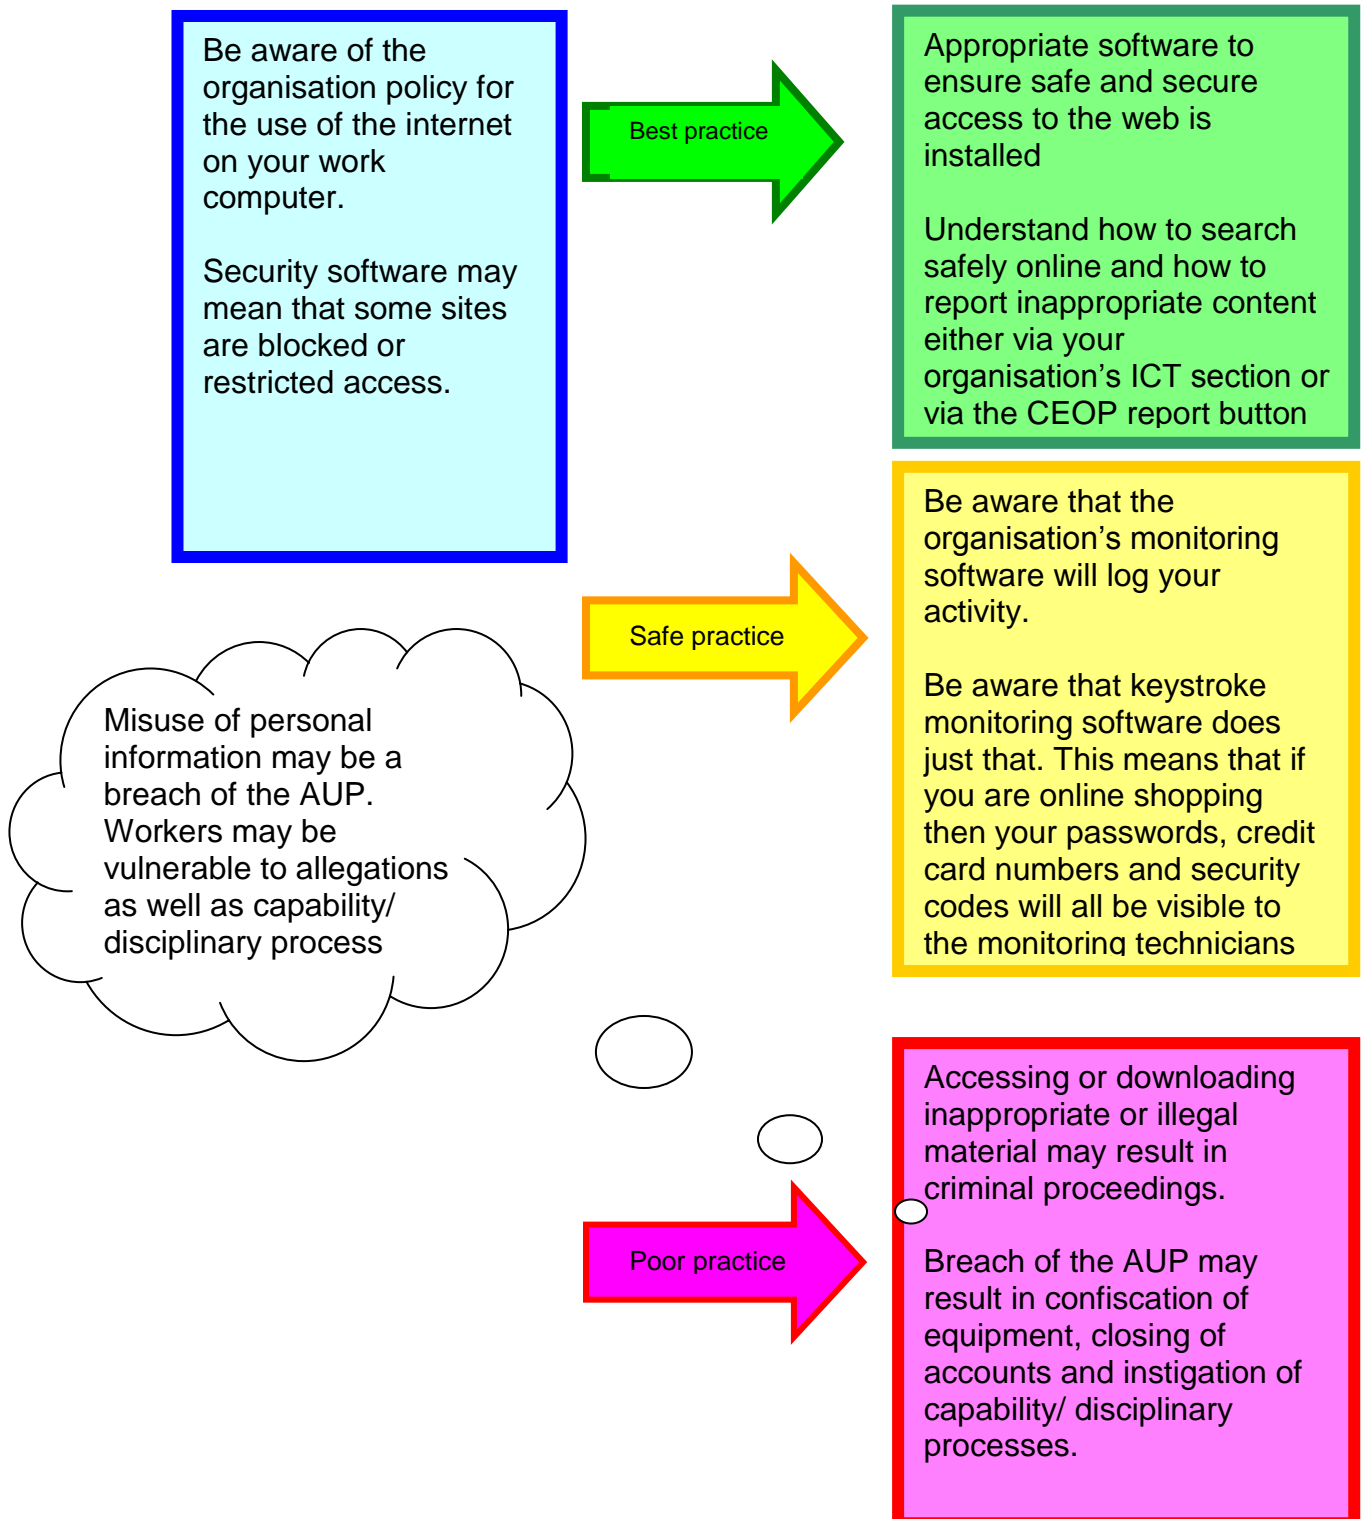 Be aware of the
organisation policy for
the use of the internet
on your work
computer.
Security software may
mean that some sites
are blocked or
restricted access.
Best practice
Appropriate software to
ensure safe and secure
access to the web is
installed
Understand how to search
safely online and how to
report inappropriate content
either via your
organisation’s ICT section or
via the CEOP report button
Safe practice
Be aware that the
organisation’s monitoring
software will log your
activity.
Be aware that keystroke
monitoring software does
just that. This means that if
you are online shopping
then your passwords, credit
card numbers and security
codes will all be visible to
the monitoring technicians
Misuse of personal
information may be a
breach of the AUP.
Workers may be
vulnerable to allegations
as well as capability/
disciplinary process
Poor practice
Accessing or downloading
inappropriate or illegal
material may result in
criminal proceedings.
Breach of the AUP may
result in confiscation of
equipment, closing of
accounts and instigation of
capability/ disciplinary
processes.